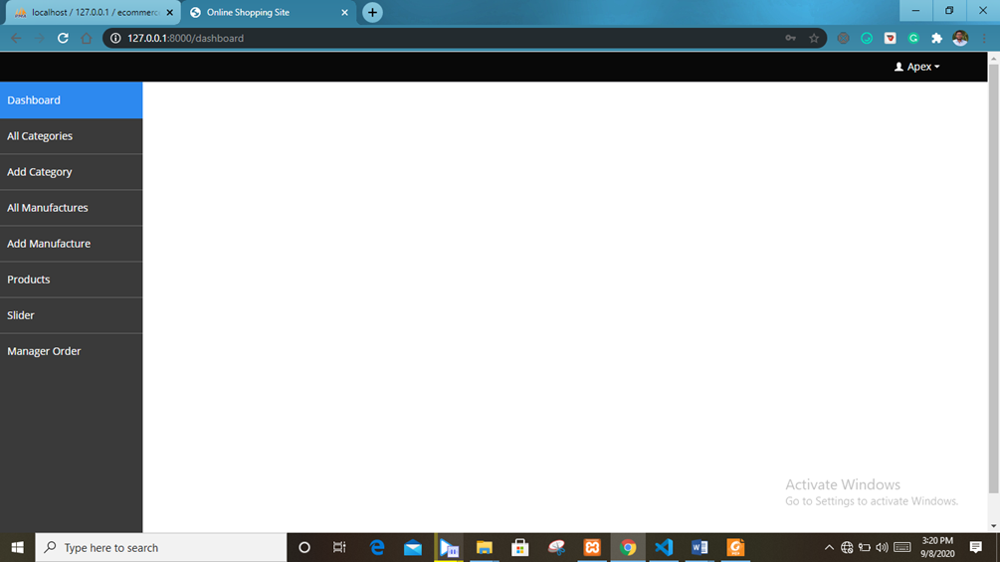 localhost / 127.0.0.1 / ecommerc
Online Shopping Site
127.0.0.1:8000/dashboard
Apex
Dashboard
All Categories
Add Category
All Manufactures
Add Manufacture
Products
Slider
Manager Order
Activate Windows
Go to Settings to activate Windows.
Type here to search
3:20 PM
9/8/2020